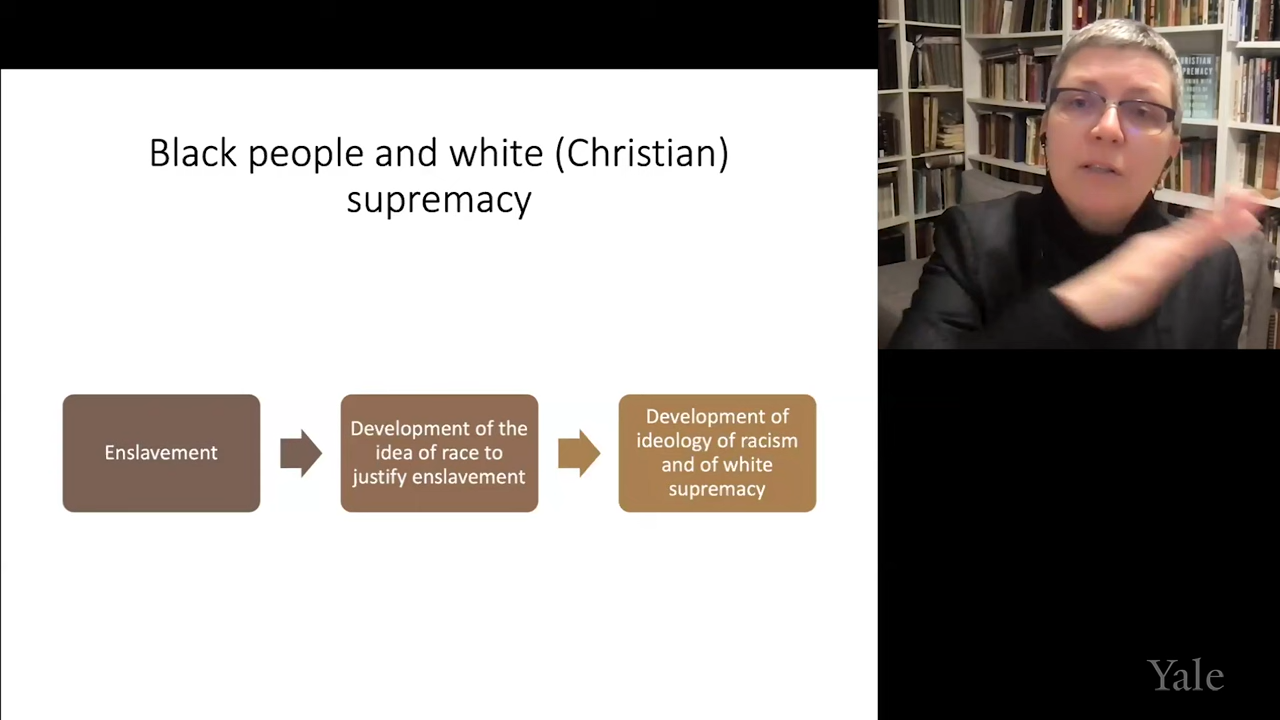 Black people and white (Christian)
supremacy
Enslavement
Development of the
idea of race to
justify enslavement
Development of
ideology of racism
and of white
supremacy
CHRISTIAN
Yale